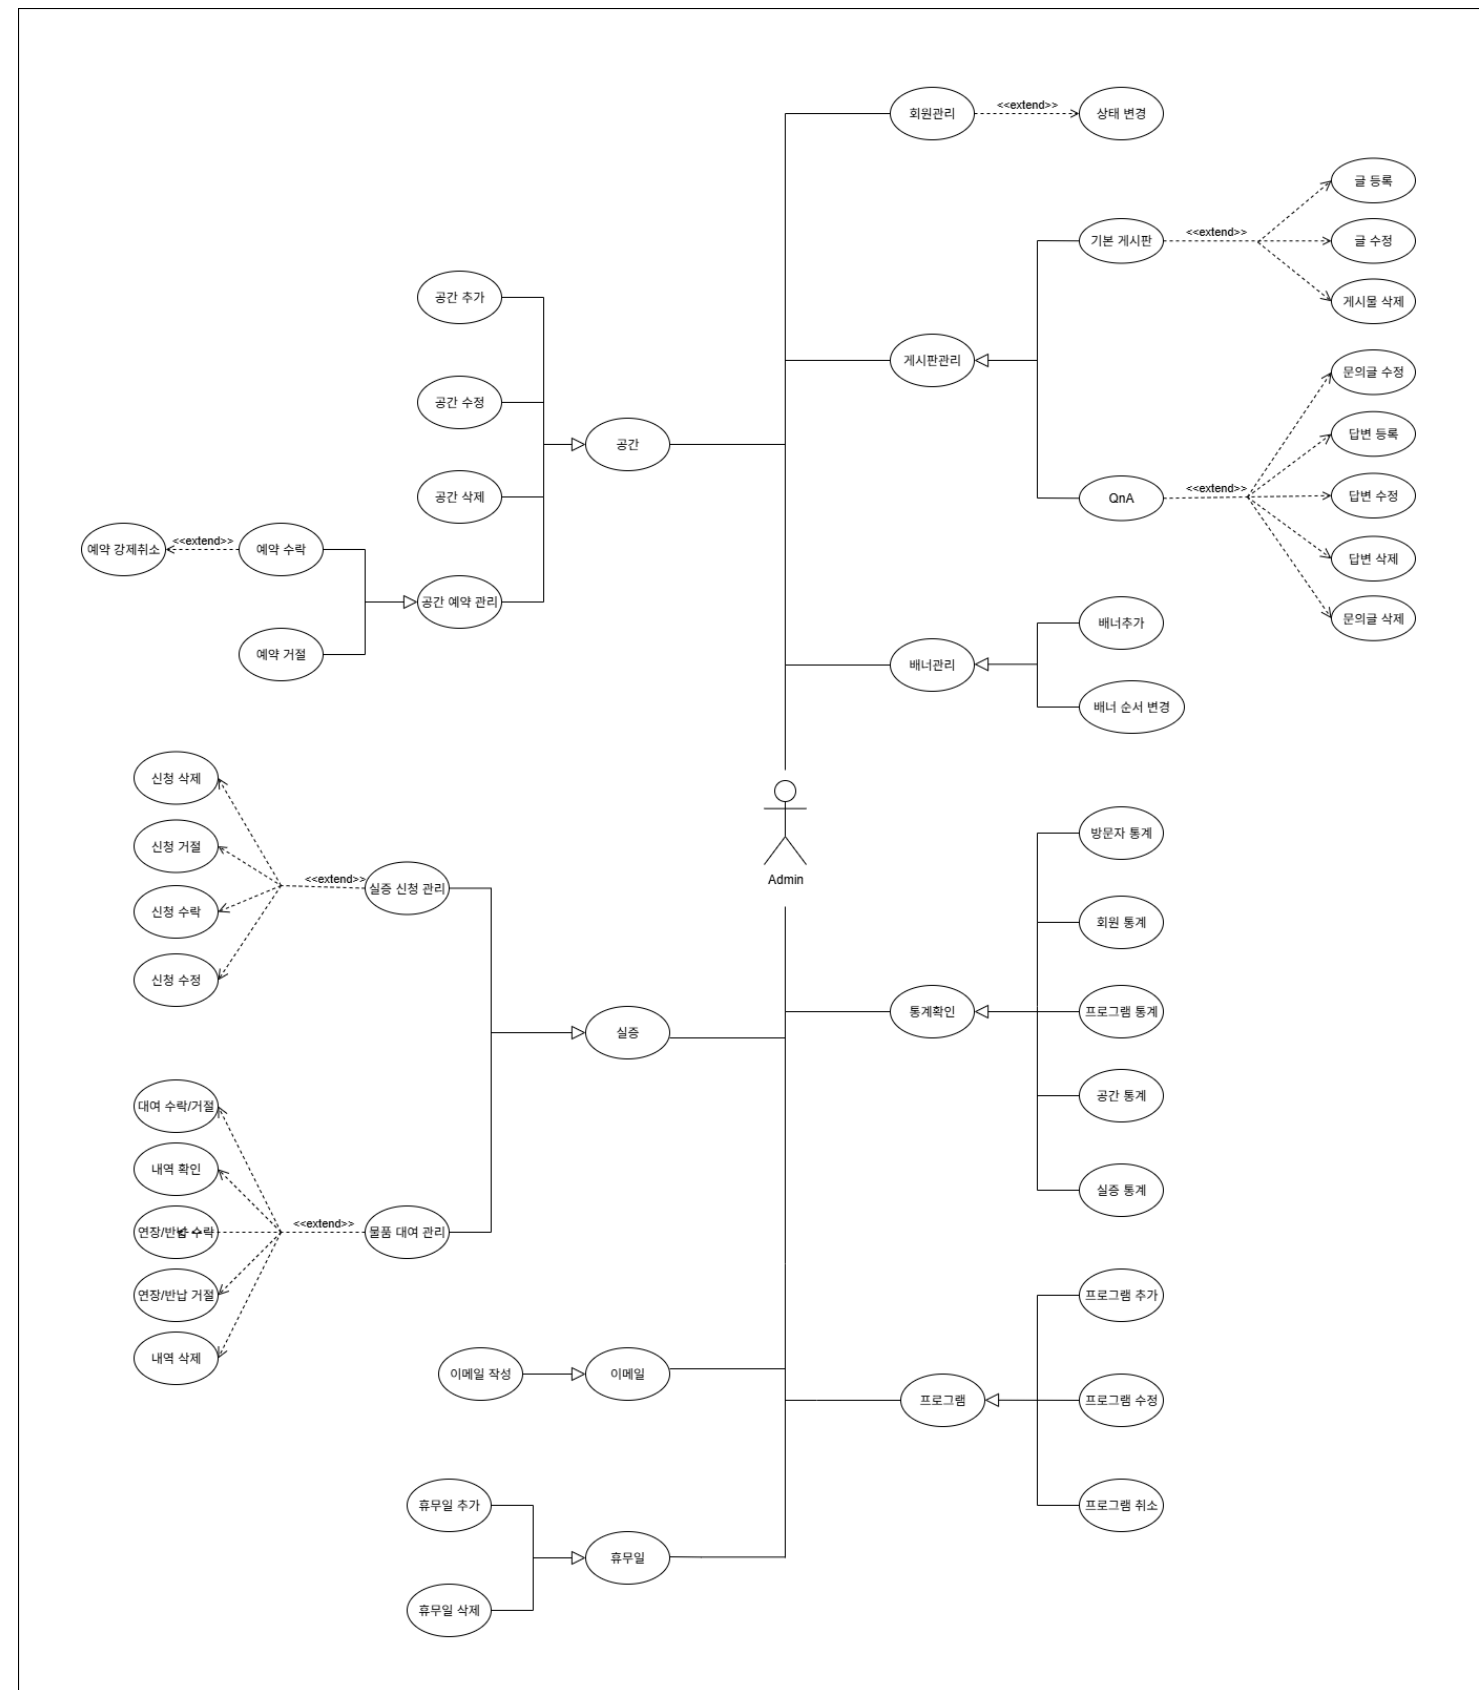 회원관리
<<extend>>
상태 변경
글 등록
기본 게시판
<<extend>>
글 수정
게시물 삭제
게시판관리
문의글 수정
답변 등록
QnA
<<extend>>
답변 수정
답변 삭제
문의글 삭제
공간 추가
공간 수정
공간
공간 삭제
예약 강제취소
<<extend>>
예약 수락
공간 예약 관리
예약 거절
배너추가
배너관리
배너 순서 변경
Admin
신청 삭제
신청 거절
<<extend>>
실증 신청 관리
신청 수락
신청 수정
실증
대여 수락/거절
내역 확인
연장/반납 수락
<<extend>>
물품 대여 관리
연장/반납 거절
내역 삭제
방문자 통계
회원 통계
통계확인
프로그램 통계
공간 통계
실증 통계
이메일 작성
이메일
프로그램 추가
프로그램
프로그램 수정
프로그램 취소
휴무일 추가
휴무일
휴무일 삭제